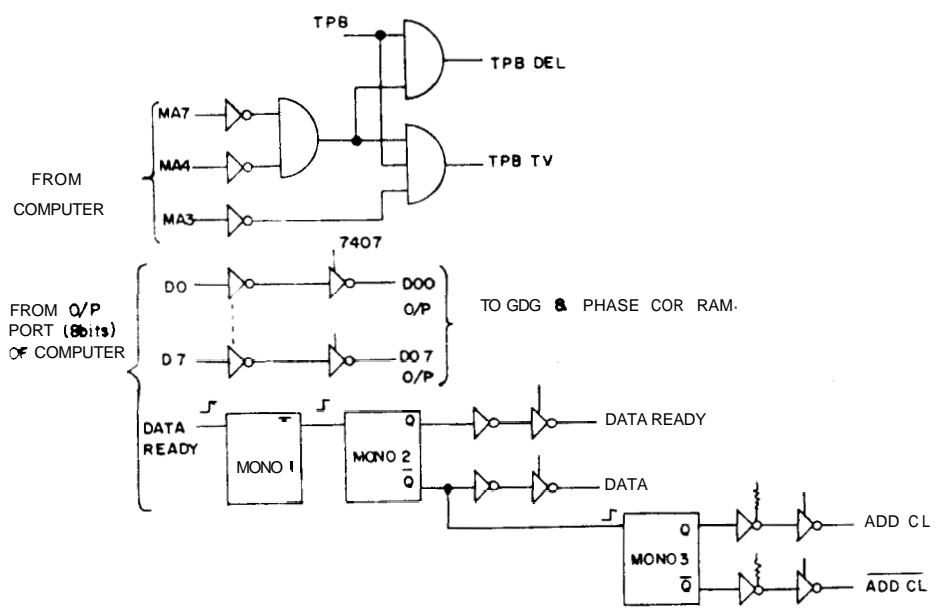 TPB
TPB DEL
MA7
MA4
TPB TV
FROM
COMPUTER
MA3
7407
D0
D00
O/P
FROM O/P
PORT (8bits)
OF COMPUTER
TO GDG & PHASE COR RAM.
D7
D07
O/P
DATA
READY
MONO 1
Q
MONO 2
Q̅
DATA READY
DATA
Q
MONO 3
Q̅
ADD CL
A̅D̅D̅ ̅C̅L̅